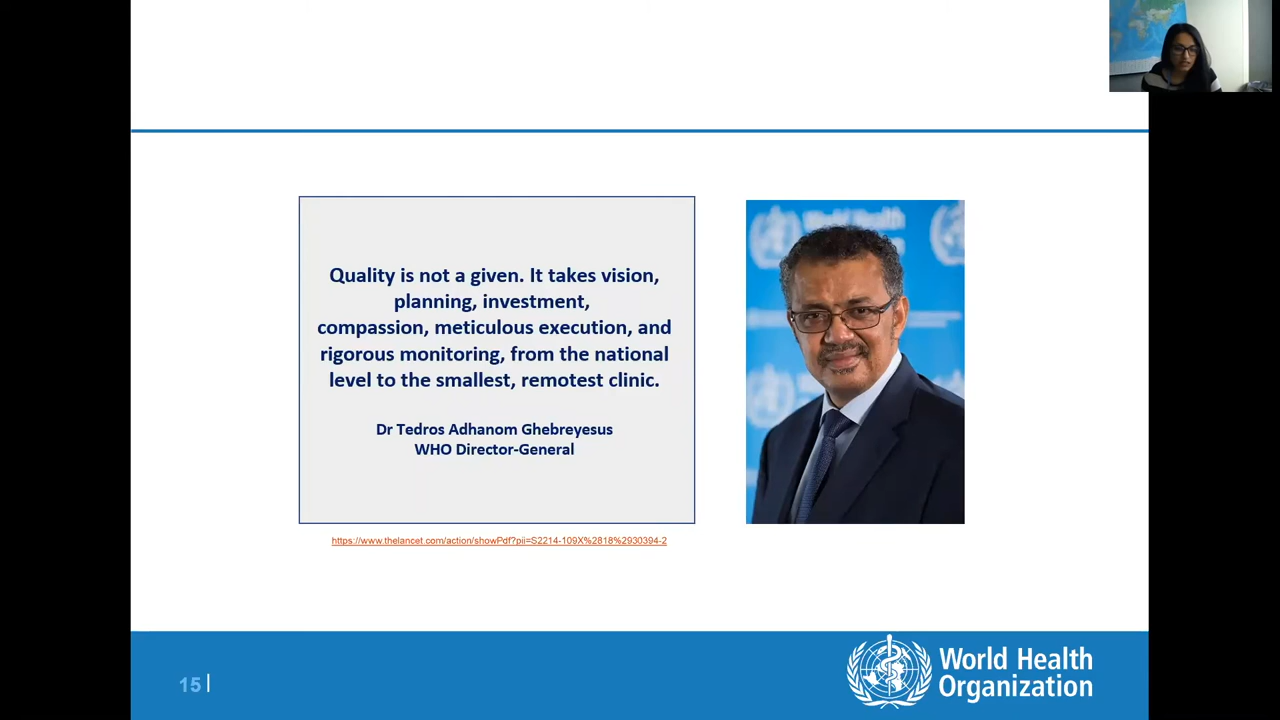 Quality is not a given. It takes vision,
planning, investment,
compassion, meticulous execution, and
rigorous monitoring, from the national
level to the smallest, remotest clinic.
Dr Tedros Adhanom Ghebreyesus
WHO Director-General
https://www.thelancet.com/action/showPdf?pii=S2214-109X%2818%2930394-2
15
World Health
Organization